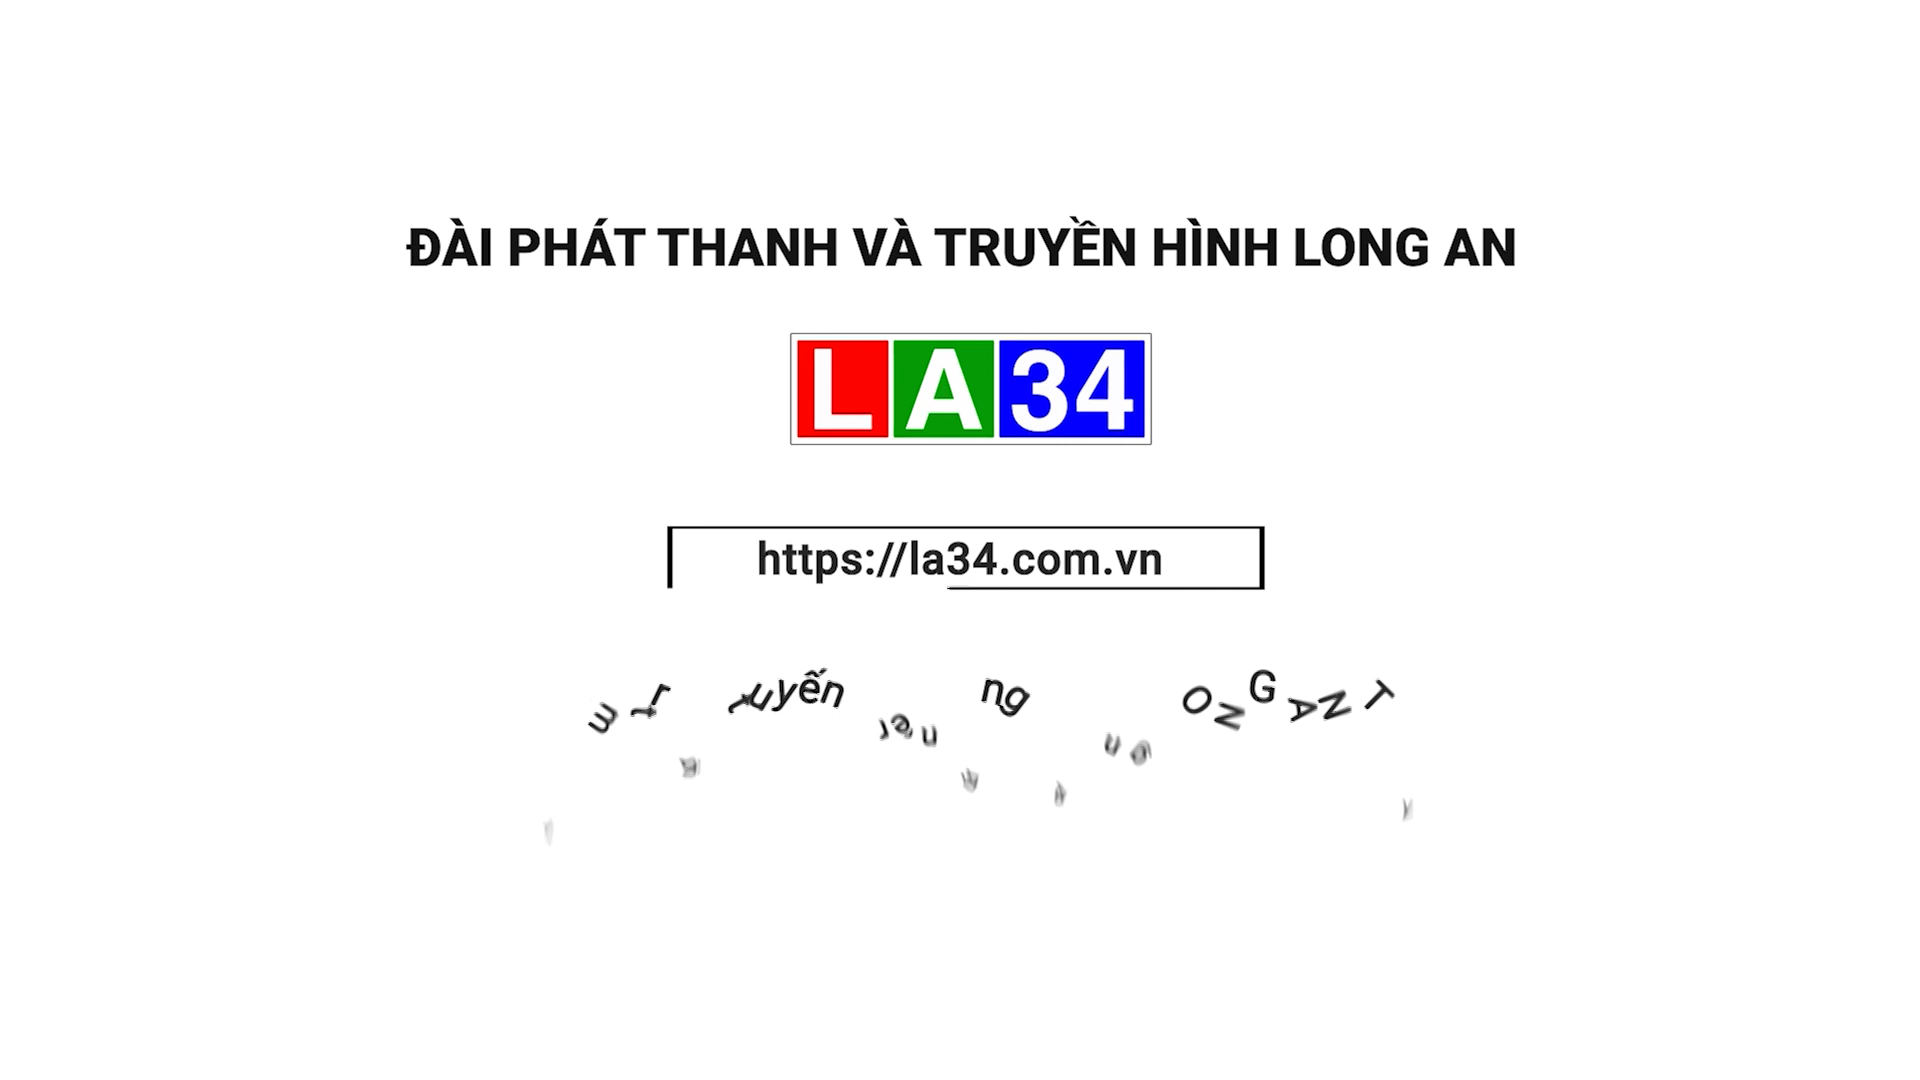 ĐÀI PHÁT THANH VÀ TRUYỀN HÌNH LONG AN
LA34
https://la34.com.vn